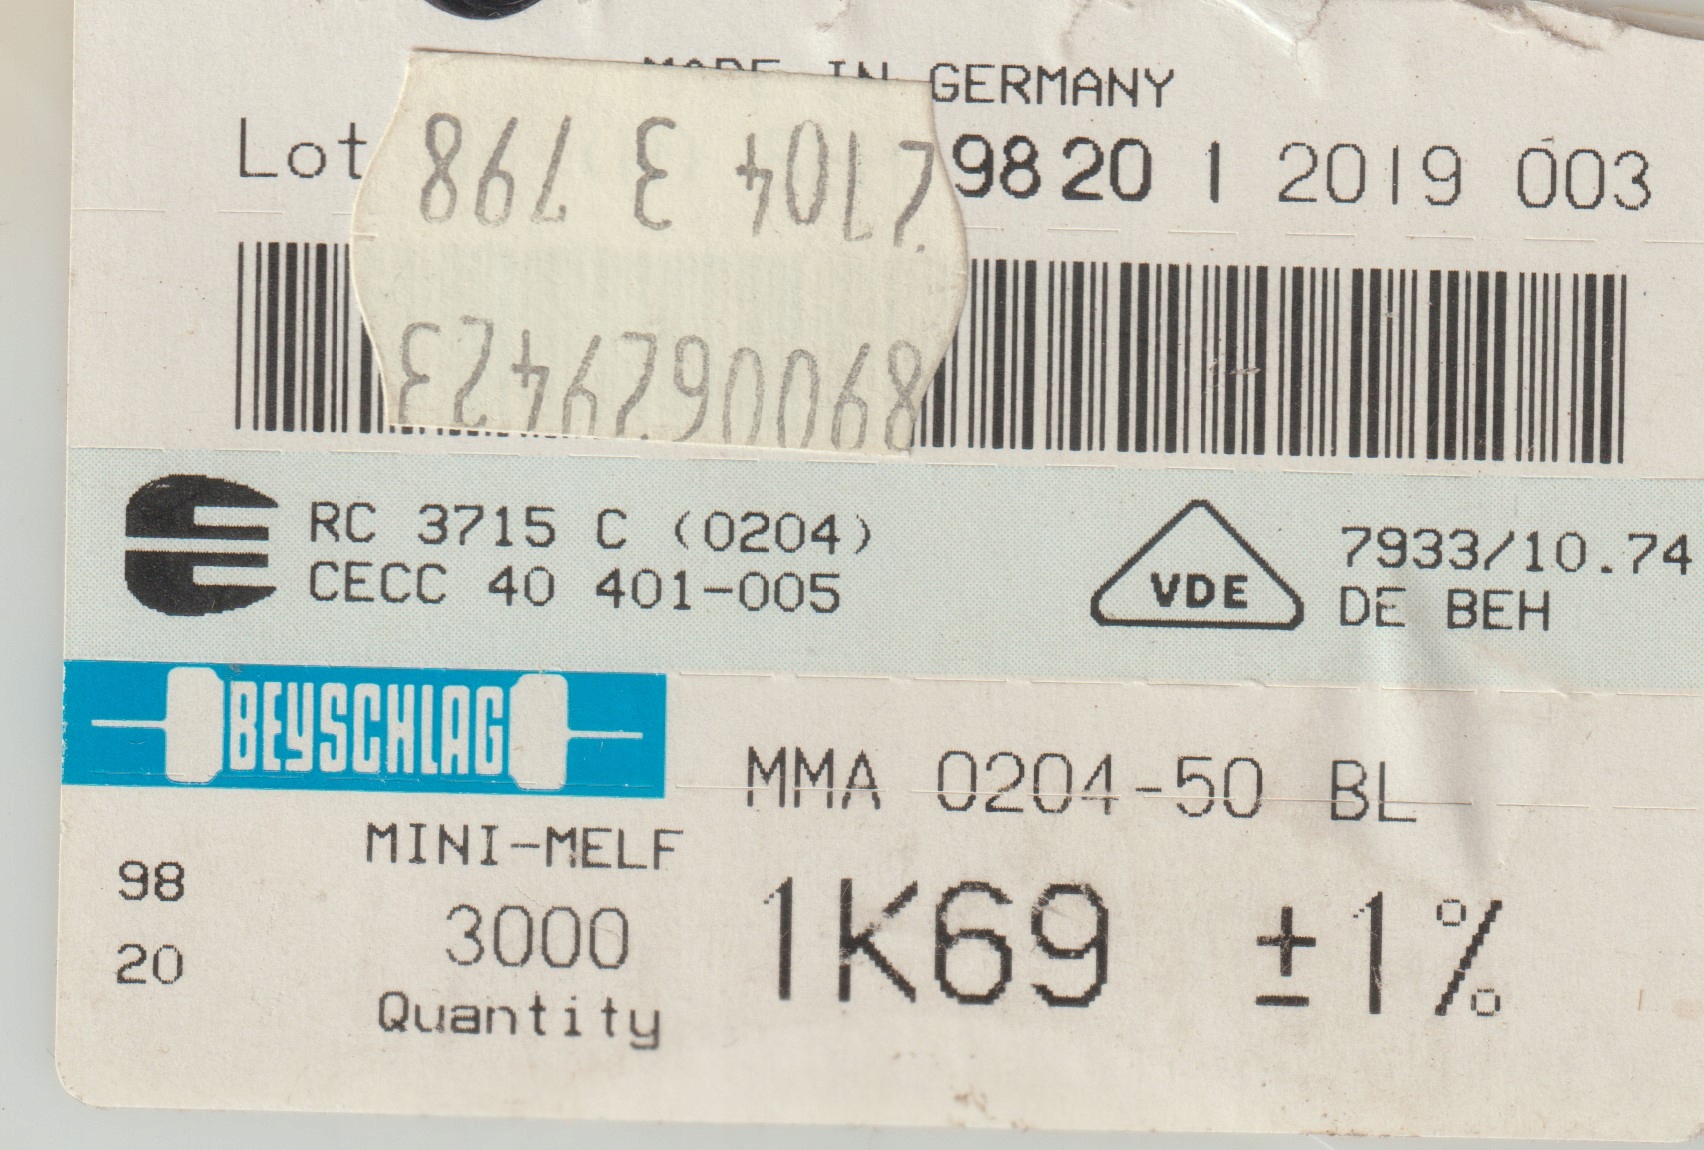 MADE IN GERMANY
Lot 98 20 1 2019 003
2104 3 798
8900629423
RC 3715 C (0204)
CECC 40 401-005
VDE
7933/10.74
DE BEH
BEYSCHLAG
MMA 0204-50 BL
MINI-MELF
98
20
3000
Quantity
1K69 ±1%